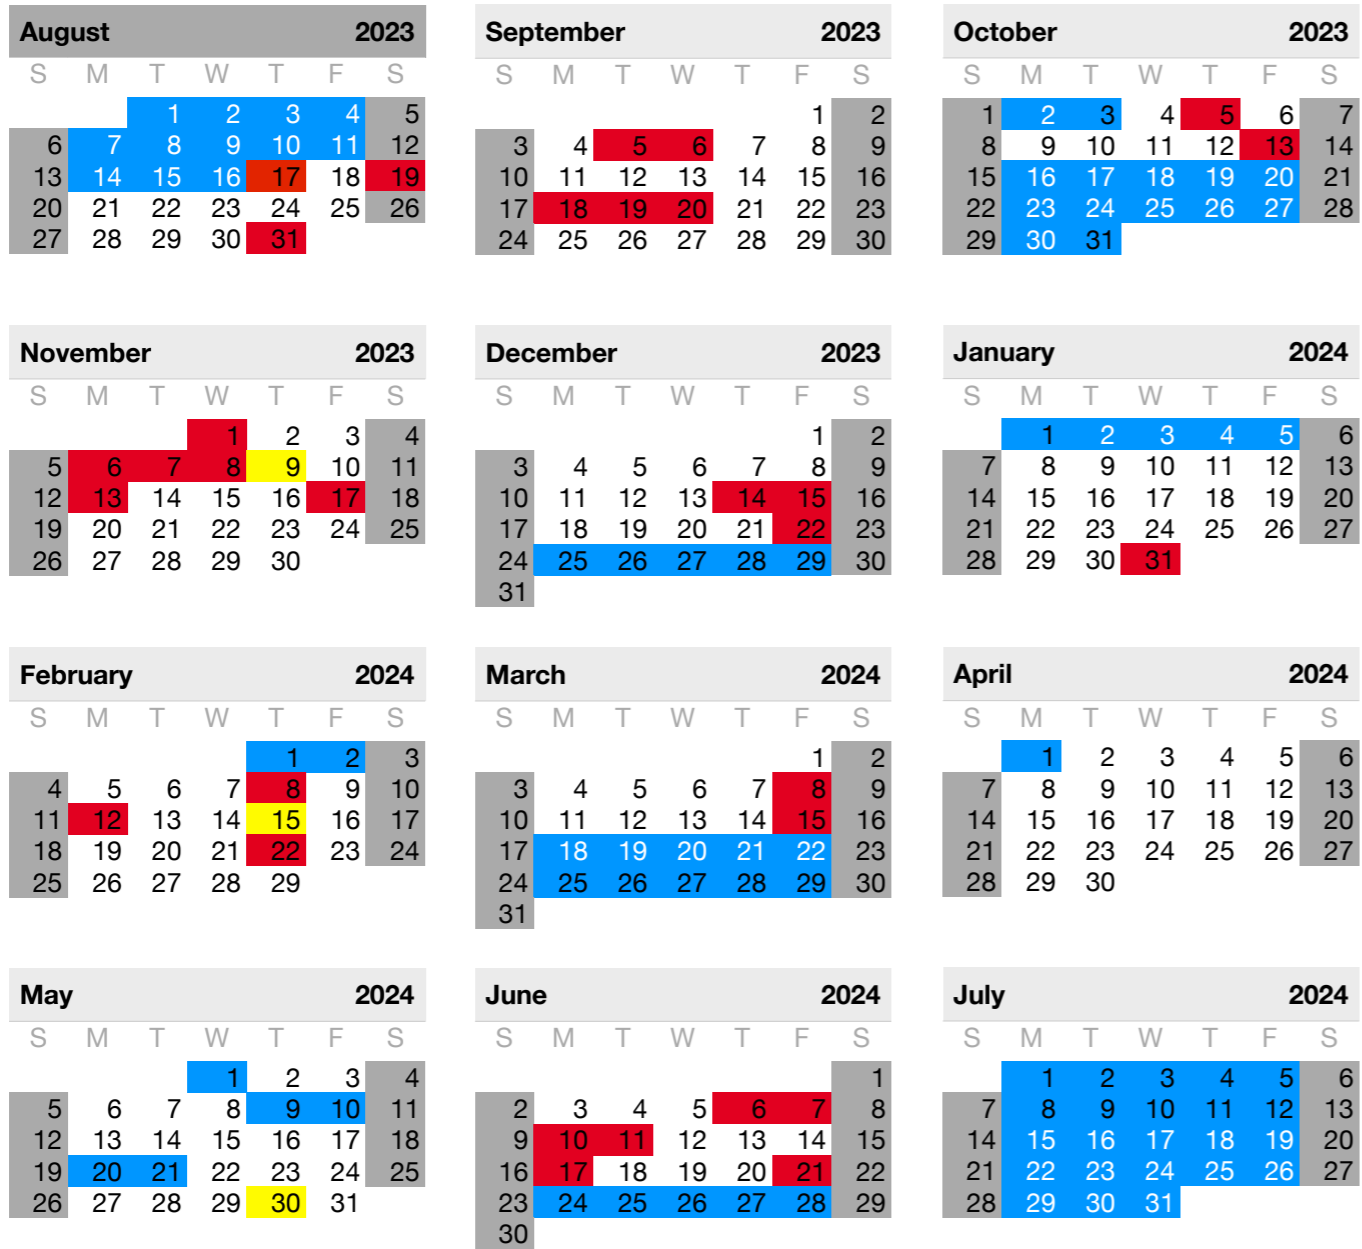 August 2023
S M T W T F S
1 2 3 4 5
6 7 8 9 10 11 12
13 14 15 16 17 18 19
20 21 22 23 24 25 26
27 28 29 30 31
September 2023
S M T W T F S
1 2
3 4 5 6 7 8 9
10 11 12 13 14 15 16
17 18 19 20 21 22 23
24 25 26 27 28 29 30
October 2023
S M T W T F S
1 2 3 4 5 6 7
8 9 10 11 12 13 14
15 16 17 18 19 20 21
22 23 24 25 26 27 28
29 30 31
November 2023
S M T W T F S
1 2 3 4
5 6 7 8 9 10 11
12 13 14 15 16 17 18
19 20 21 22 23 24 25
26 27 28 29 30
December 2023
S M T W T F S
1 2
3 4 5 6 7 8 9
10 11 12 13 14 15 16
17 18 19 20 21 22 23
24 25 26 27 28 29 30
31
January 2024
S M T W T F S
1 2 3 4 5 6
7 8 9 10 11 12 13
14 15 16 17 18 19 20
21 22 23 24 25 26 27
28 29 30 31
February 2024
S M T W T F S
1 2 3
4 5 6 7 8 9 10
11 12 13 14 15 16 17
18 19 20 21 22 23 24
25 26 27 28 29
March 2024
S M T W T F S
1 2
3 4 5 6 7 8 9
10 11 12 13 14 15 16
17 18 19 20 21 22 23
24 25 26 27 28 29 30
31
April 2024
S M T W T F S
1 2 3 4 5 6
7 8 9 10 11 12 13
14 15 16 17 18 19 20
21 22 23 24 25 26 27
28 29 30
May 2024
S M T W T F S
1 2 3 4
5 6 7 8 9 10 11
12 13 14 15 16 17 18
19 20 21 22 23 24 25
26 27 28 29 30 31
June 2024
S M T W T F S
1
2 3 4 5 6 7 8
9 10 11 12 13 14 15
16 17 18 19 20 21 22
23 24 25 26 27 28 29
30
July 2024
S M T W T F S
1 2 3 4 5 6
7 8 9 10 11 12 13
14 15 16 17 18 19 20
21 22 23 24 25 26 27
28 29 30 31